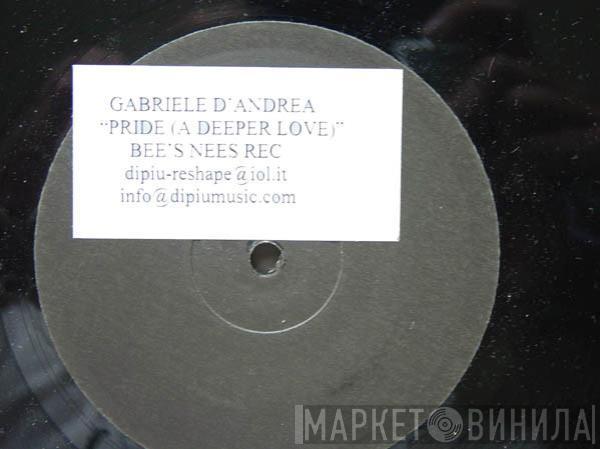 GABRIELE D'ANDREA
"PRIDE (A DEEPER LOVE)"
BEE'S NEES REC
dipiu-reshape@iol.it
info@dipiumusic.com
МАРКЕТ ВИНИЛА